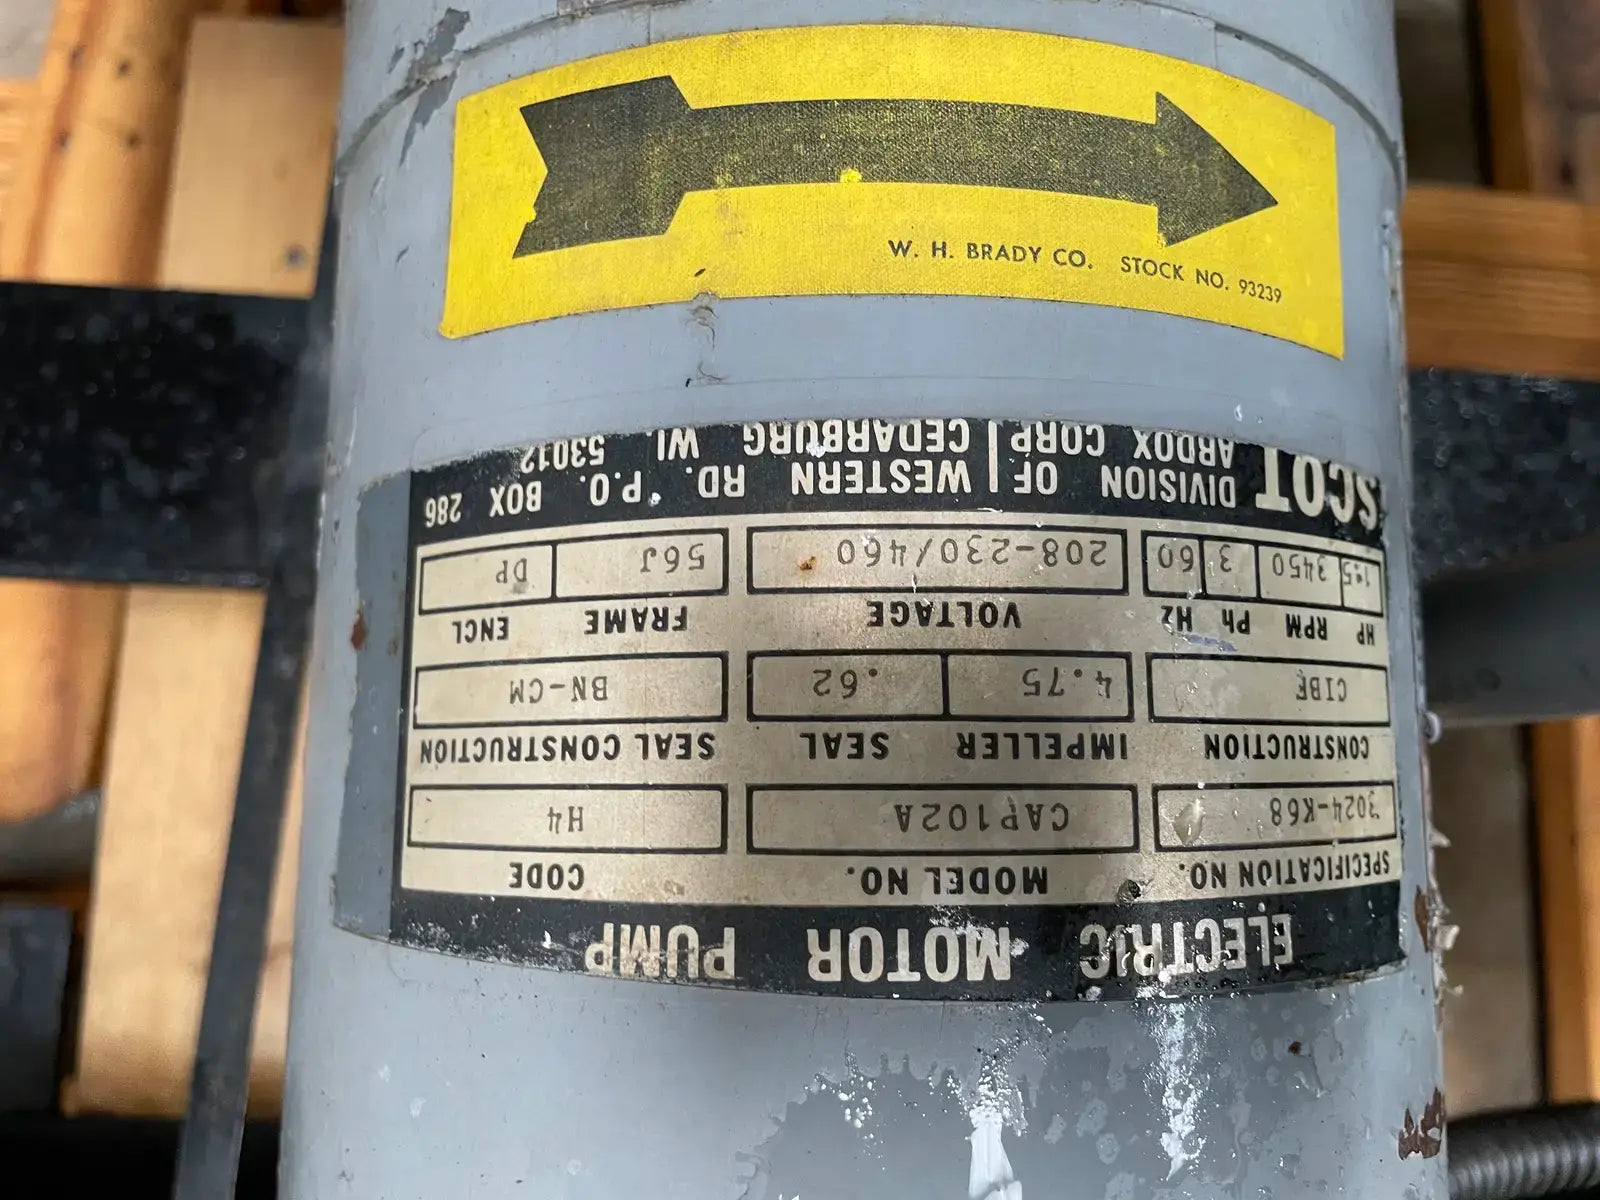 W. H. BRADY CO. STOCK NO. 93239
ELECTRIC MOTOR PUMP
SPECIFICATION NO. MODEL NO. CODE
3024-K68 CAP102A H4
CONSTRUCTION IMPELLER SEAL SEAL CONSTRUCTION
CIBF 4.75 .62 BN-CM
HP RPM Ph Hz VOLTAGE FRAME ENCL
1.5 3450 3 60 208-230/460 56J DP
SCOT DIVISION OF WESTERN RD. P.O. BOX 286
ARDOX CORP CEDARBURG WI. 53012